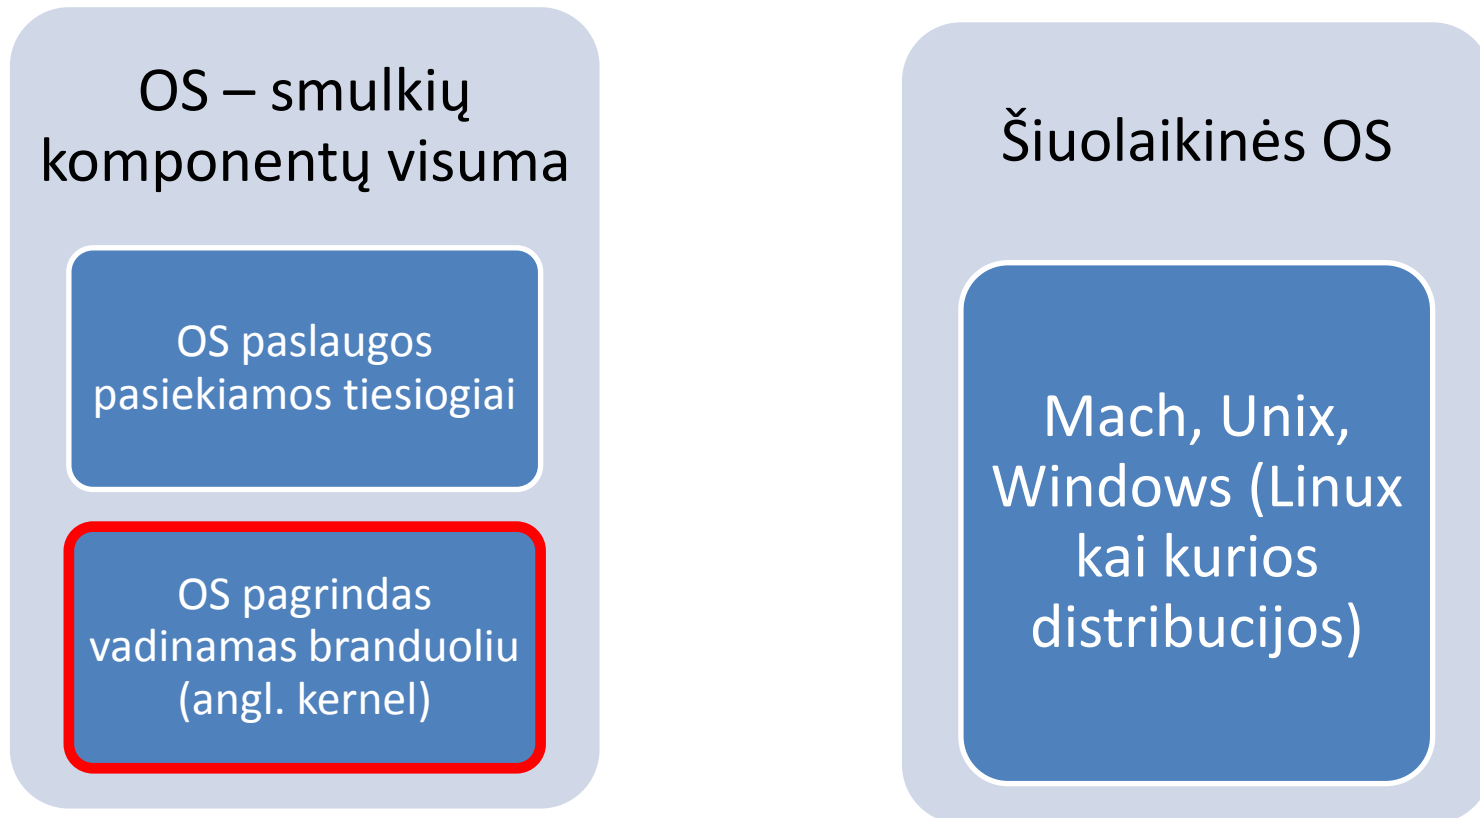 OS – smulkių
komponentų visuma
OS paslaugos
pasiekiamos tiesiogiai
OS pagrindas
vadinamas branduoliu
(angl. kernel)
Šiuolaikinės OS
Mach, Unix,
Windows (Linux
kai kurios
distribucijos)